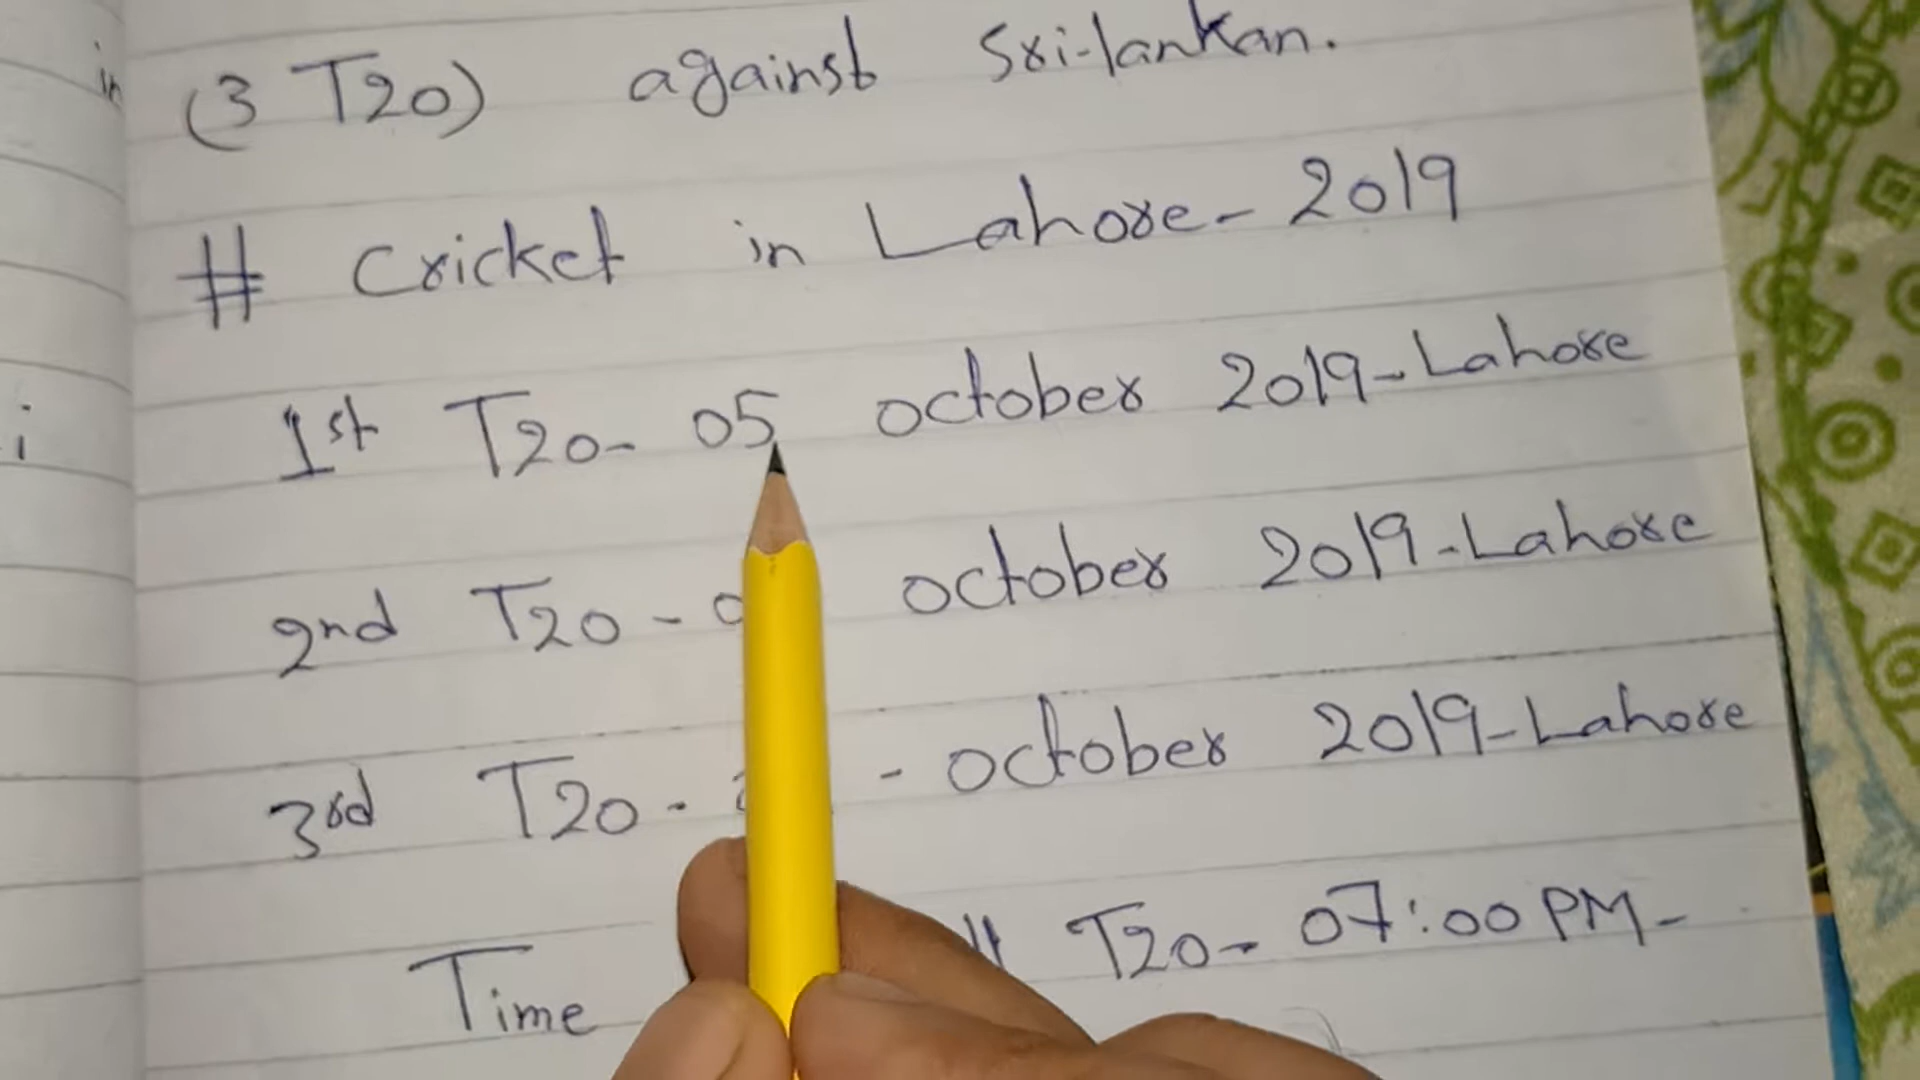 (3 T20) against Sri-lankan.
# Cricket in Lahore- 2019
1st T20- 05 october 2019-Lahore
2nd T20 - october 2019-Lahore
3rd T20 - - october 2019-Lahore
Time T20- 07:00 PM-